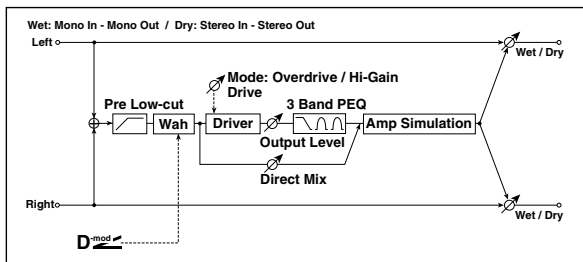 Wet: Mono In - Mono Out / Dry: Stereo In - Stereo Out
Left
Wet / Dry
Mode: Overdrive / Hi-Gain
Drive
Pre Low-cut
3 Band PEQ
Wah
Driver
Amp Simulation
Output Level
Direct Mix
Right
Wet / Dry
D-mod